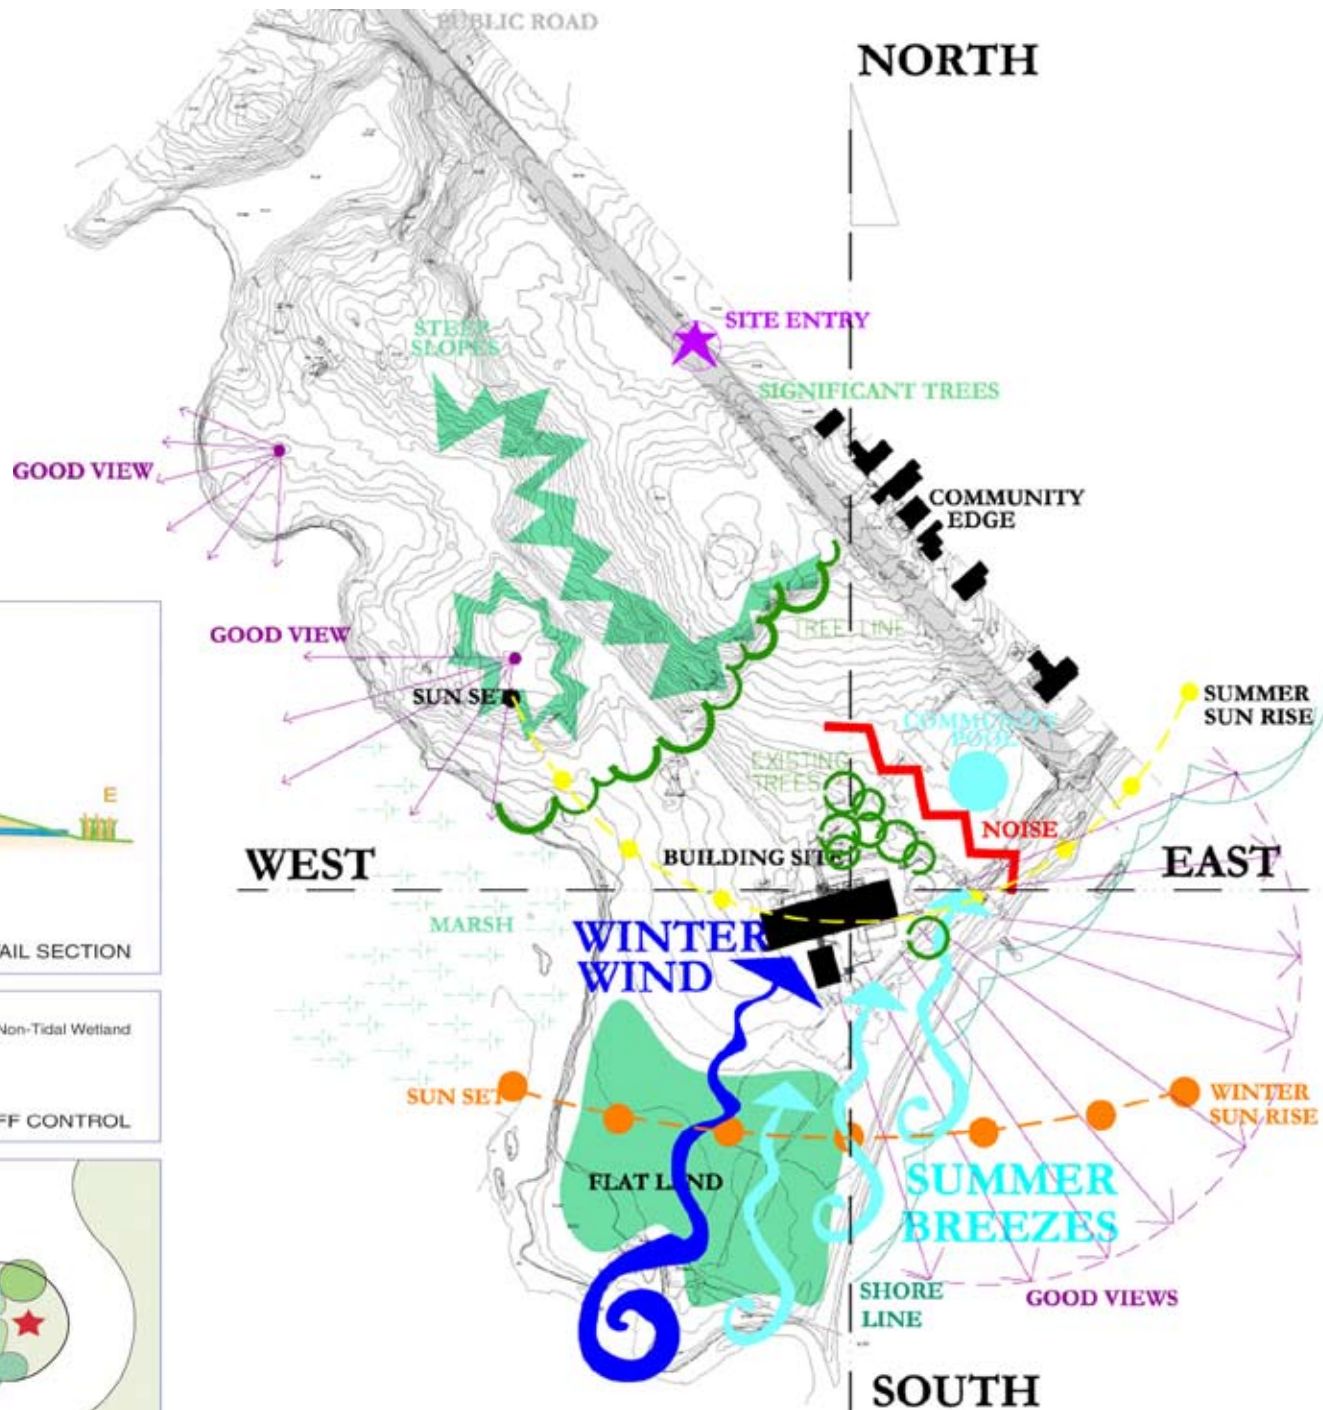 PUBLIC ROAD
NORTH
SITE ENTRY
STEEP
SLOPES
SIGNIFICANT TREES
GOOD VIEW
COMMUNITY
EDGE
TREE LINE
GOOD VIEW
SUN SET
SUMMER
SUN RISE
COMMUNITY
POOL
EXISTING
TREES
E
NOISE
WEST
BUILDING SITE
EAST
MARSH
WINTER
WIND
AIL SECTION
Non-Tidal Wetland
SUN SET
WINTER
SUN RISE
FF CONTROL
FLAT LAND
SUMMER
BREEZES
SHORE
LINE
GOOD VIEWS
SOUTH